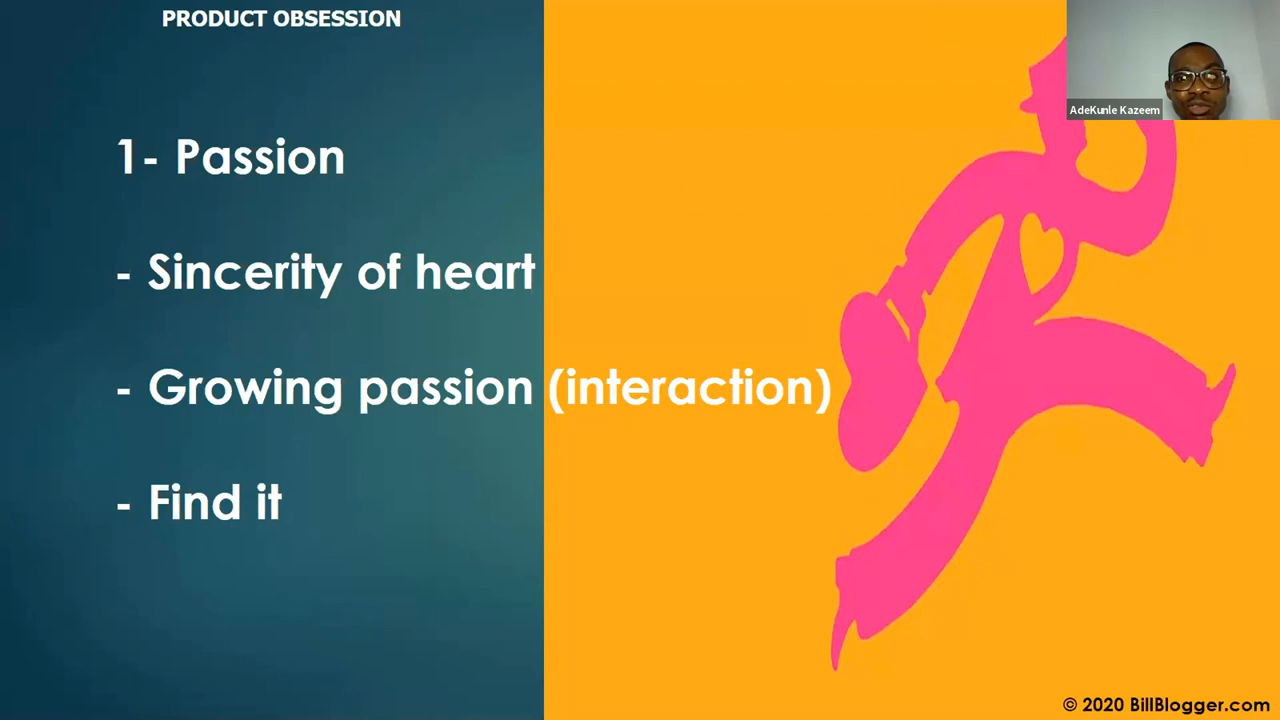 PRODUCT OBSESSION
AdeKunle Kazeem
1- Passion
- Sincerity of heart
- Growing passion (interaction)
- Find it
© 2020 BillBlogger.com